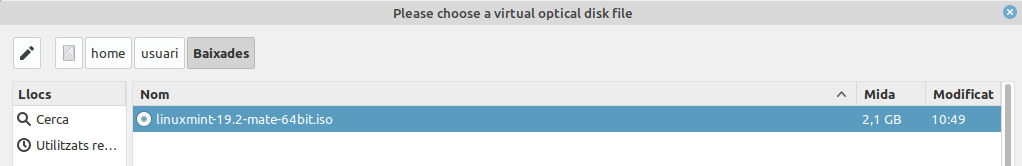 Please choose a virtual optical disk file
home usuari Baixades
Llocs Nom Mida Modificat
Cerca linuxmint-19.2-mate-64bit.iso 2,1 GB 10:49
Utilitzats re...